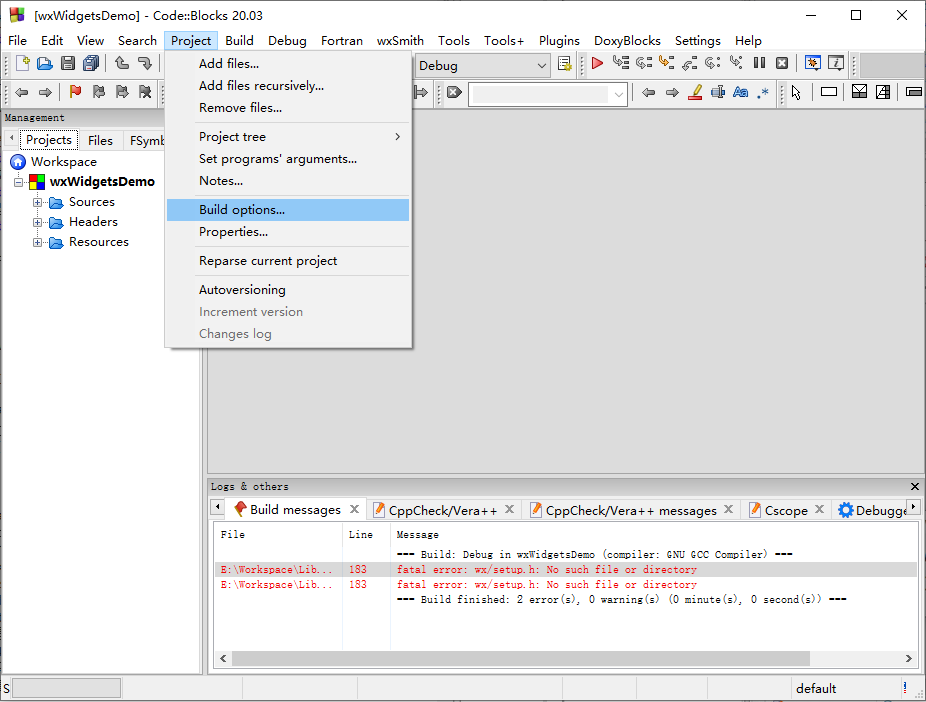 [wxWidgetsDemo] - Code::Blocks 20.03
File Edit View Search Project Build Debug Fortran wxSmith Tools Tools+ Plugins DoxyBlocks Settings Help
Add files...
Debug
Add files recursively...
Remove files...
Aa .*
Management
Projects Files FSymb
Project tree
Workspace
Set programs' arguments...
wxWidgetsDemo
Notes...
Sources
Build options...
Headers
Properties...
Resources
Reparse current project
Autoversioning
Increment version
Changes log
Logs & others
Build messages CppCheck/Vera++ CppCheck/Vera++ messages Cscope Debugge
File Line Message
=== Build: Debug in wxWidgetsDemo (compiler: GNU GCC Compiler) ===
E:\Workspace\Lib... 183 fatal error: wx/setup.h: No such file or directory
E:\Workspace\Lib... 183 fatal error: wx/setup.h: No such file or directory
=== Build finished: 2 error(s), 0 warning(s) (0 minute(s), 0 second(s)) ===
S default